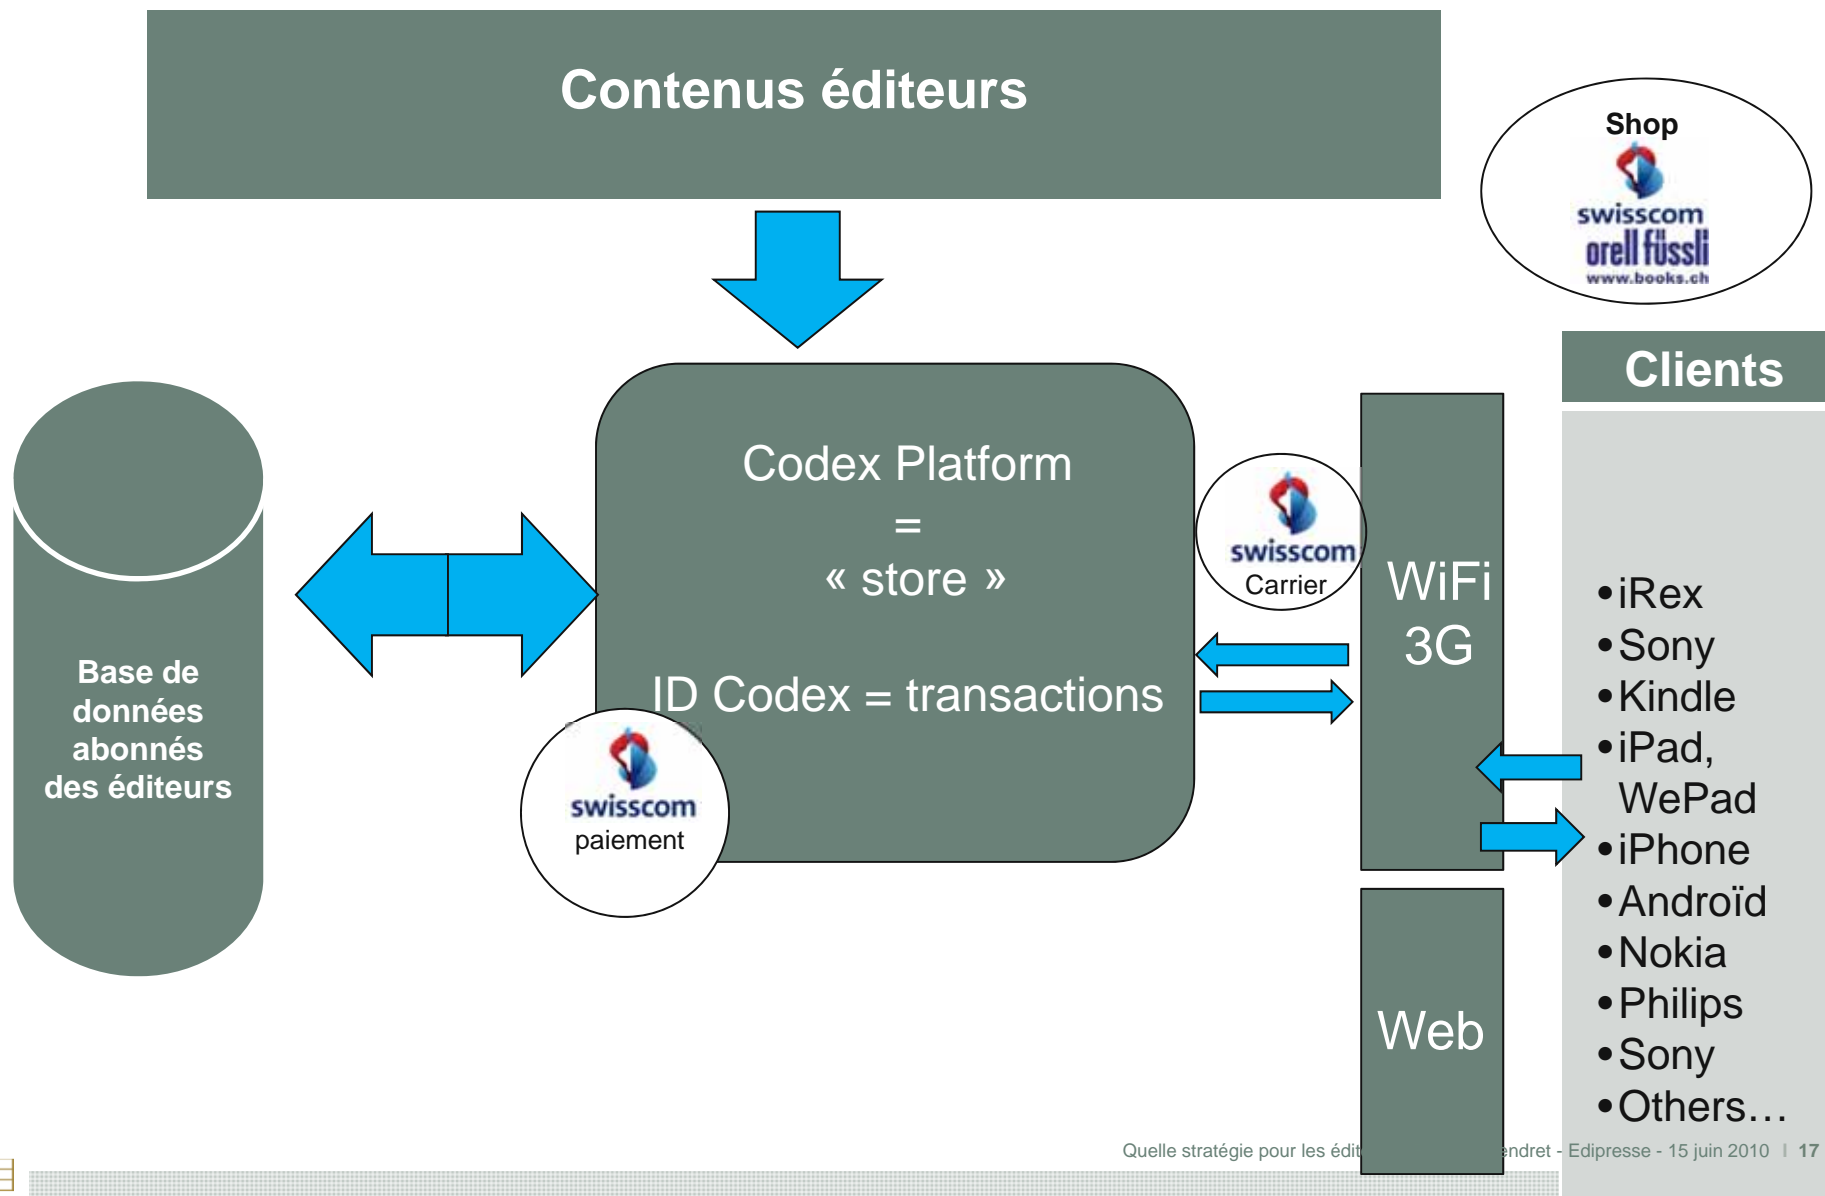 Contenus éditeurs
Shop
swisscom
orell füssli
www.books.ch
Clients
Codex Platform
=
« store »
ID Codex = transactions
swisscom
Carrier
WiFi
3G
Base de
données
abonnés
des éditeurs
swisscom
paiement
•iRex
•Sony
•Kindle
•iPad,
WePad
•iPhone
•Androïd
•Nokia
•Philips
•Sony
•Others…
Web
Quelle stratégie pour les édit endret - Edipresse - 15 juin 2010 I 17